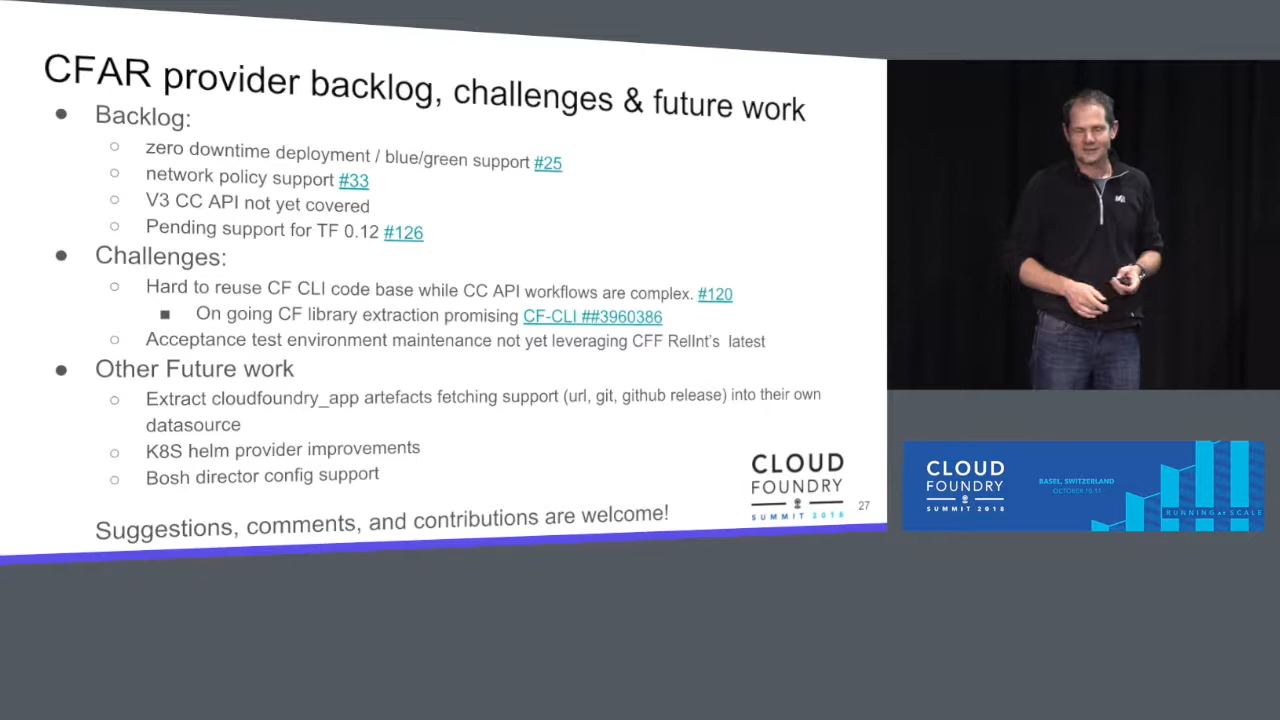 CFAR provider backlog, challenges & future work
● Backlog:
○ zero downtime deployment / blue/green support #25
○ network policy support #33
○ V3 CC API not yet covered
○ Pending support for TF 0.12 #126
● Challenges:
○ Hard to reuse CF CLI code base while CC API workflows are complex. #120
■ On going CF library extraction promising CF-CLI ##3960386
○ Acceptance test environment maintenance not yet leveraging CFF RelInt's latest
● Other Future work
○ Extract cloudfoundry_app artefacts fetching support (url, git, github release) into their own
datasource
○ K8S helm provider improvements
○ Bosh director config support
Suggestions, comments, and contributions are welcome!
CLOUD
FOUNDRY
SUMMIT 2018
27
CLOUD
FOUNDRY
SUMMIT 2018
BASEL, SWITZERLAND
OCTOBER 10-11
RUNNING at SCALE